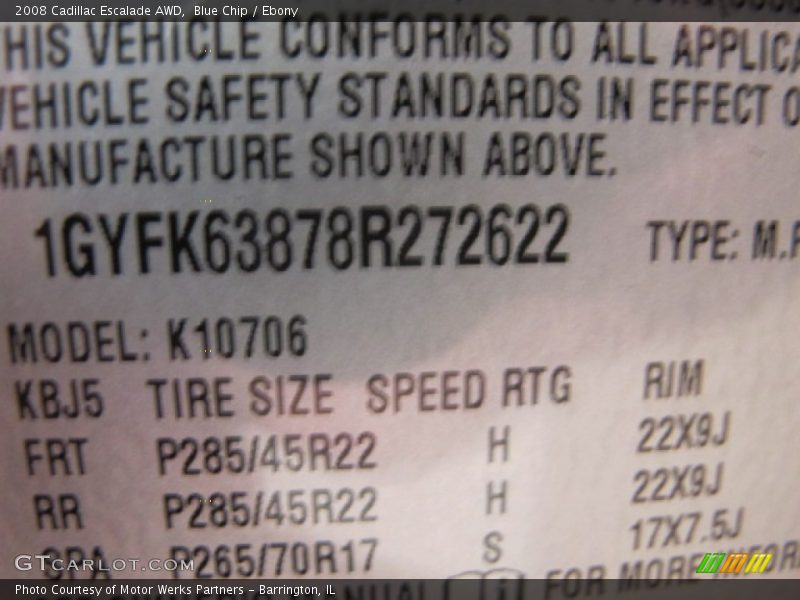 2008 Cadillac Escalade AWD, Blue Chip / Ebony
THIS VEHICLE CONFORMS TO ALL
VEHICLE SAFETY STANDARDS IN EFFECT
MANUFACTURE SHOWN ABOVE.
1GYFK63878R272622 TYPE: M.P
MODEL: K10706
KBJ5 TIRE SIZE SPEED RTG RIM
FRT P285/45R22 H 22X9J
RR P285/45R22 H 22X9J
SPA P265/70R17 S 17X7.5J
FOR MORE
GTCARLOT.COM
Photo Courtesy of Motor Werks Partners - Barrington, IL